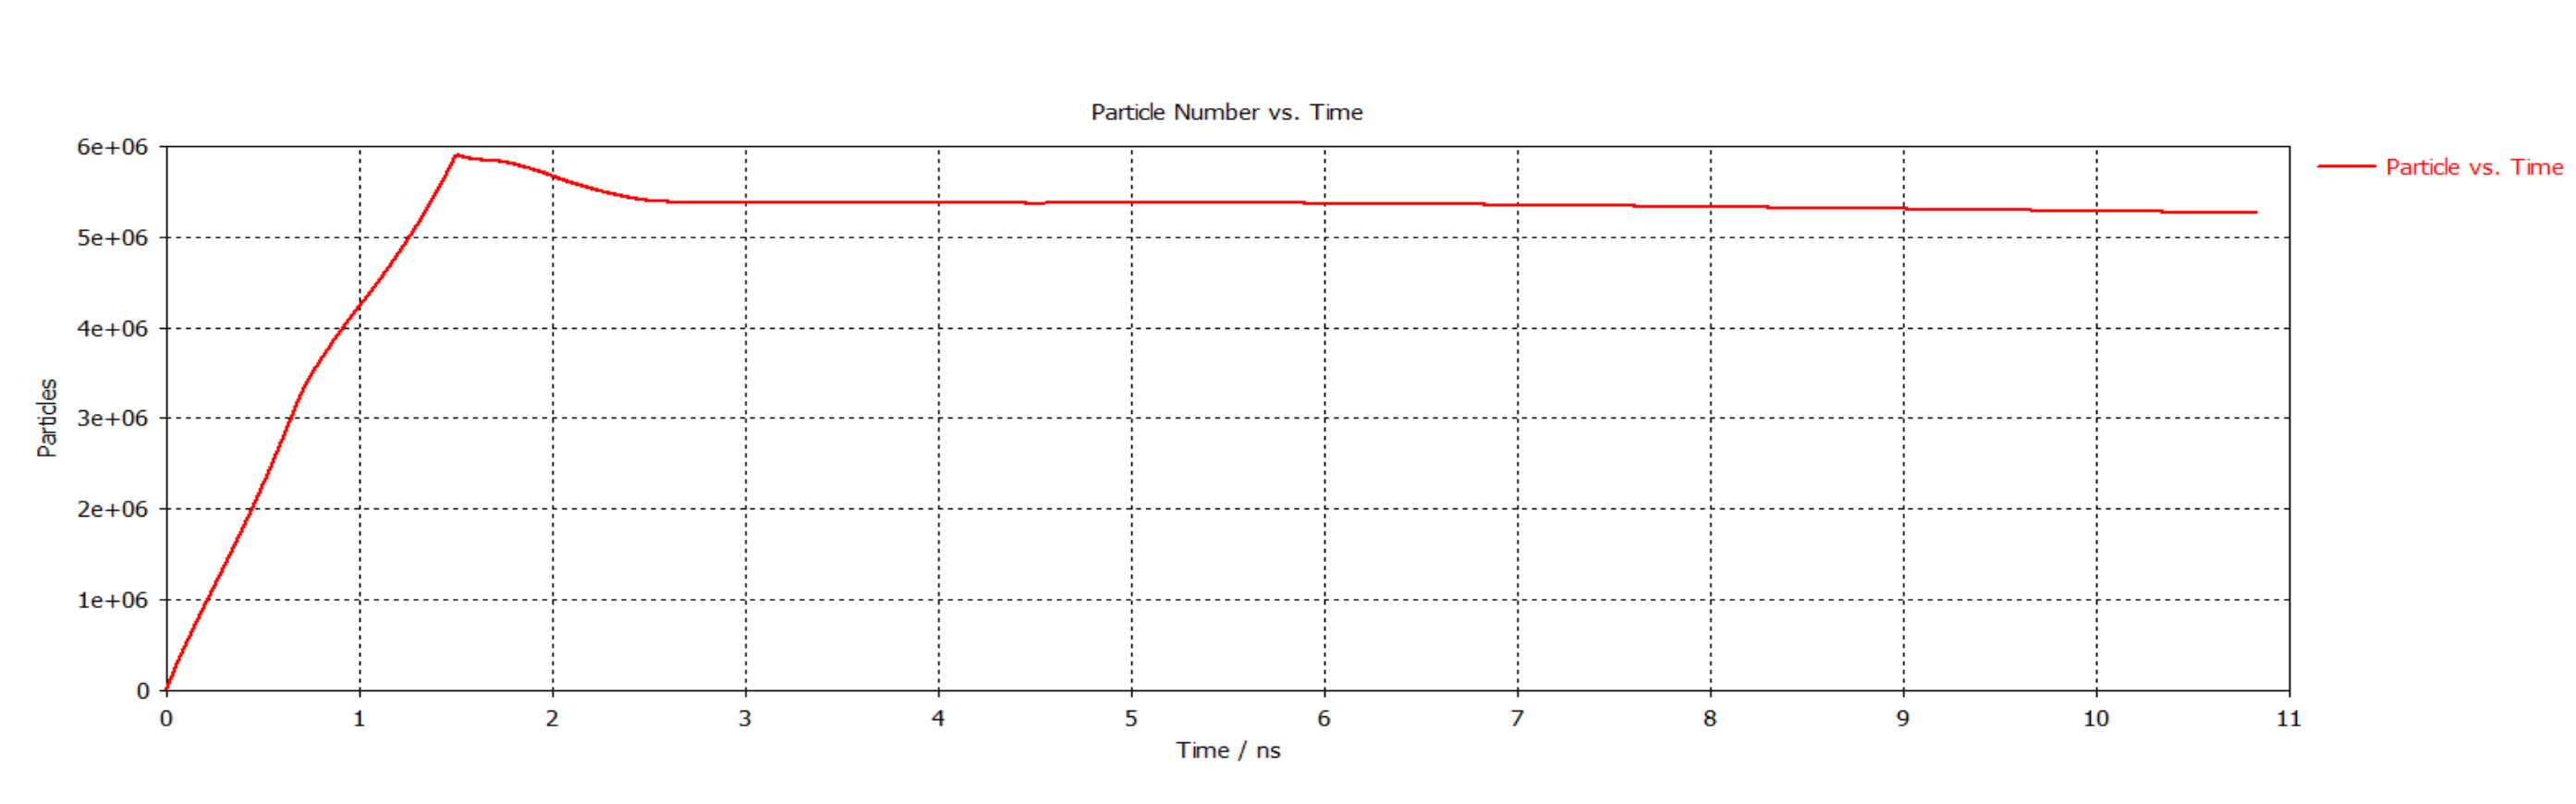 Particle Number vs. Time
6e+06
5e+06
4e+06
3e+06
2e+06
1e+06
0
Particles
0 1 2 3 4 5 6 7 8 9 10 11
Time / ns
Particle vs. Time